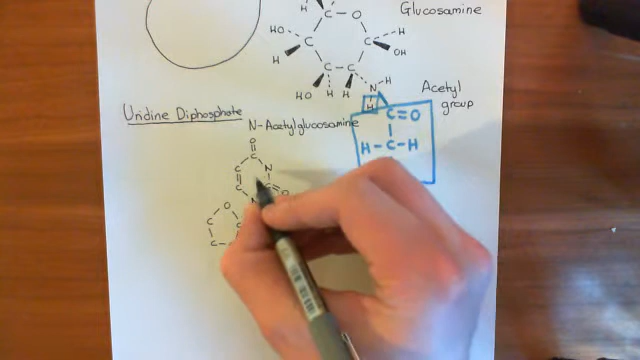 Glucosamine
H
C - O
HO
C
C
H
H
OH
C - C
HO
H
H
N
H
H
Acetyl
group
C=O
H-C-H
Uridine Diphosphate
N-Acetylglucosamine
O
C
C
N
C
C
O
N
O
C
C
C